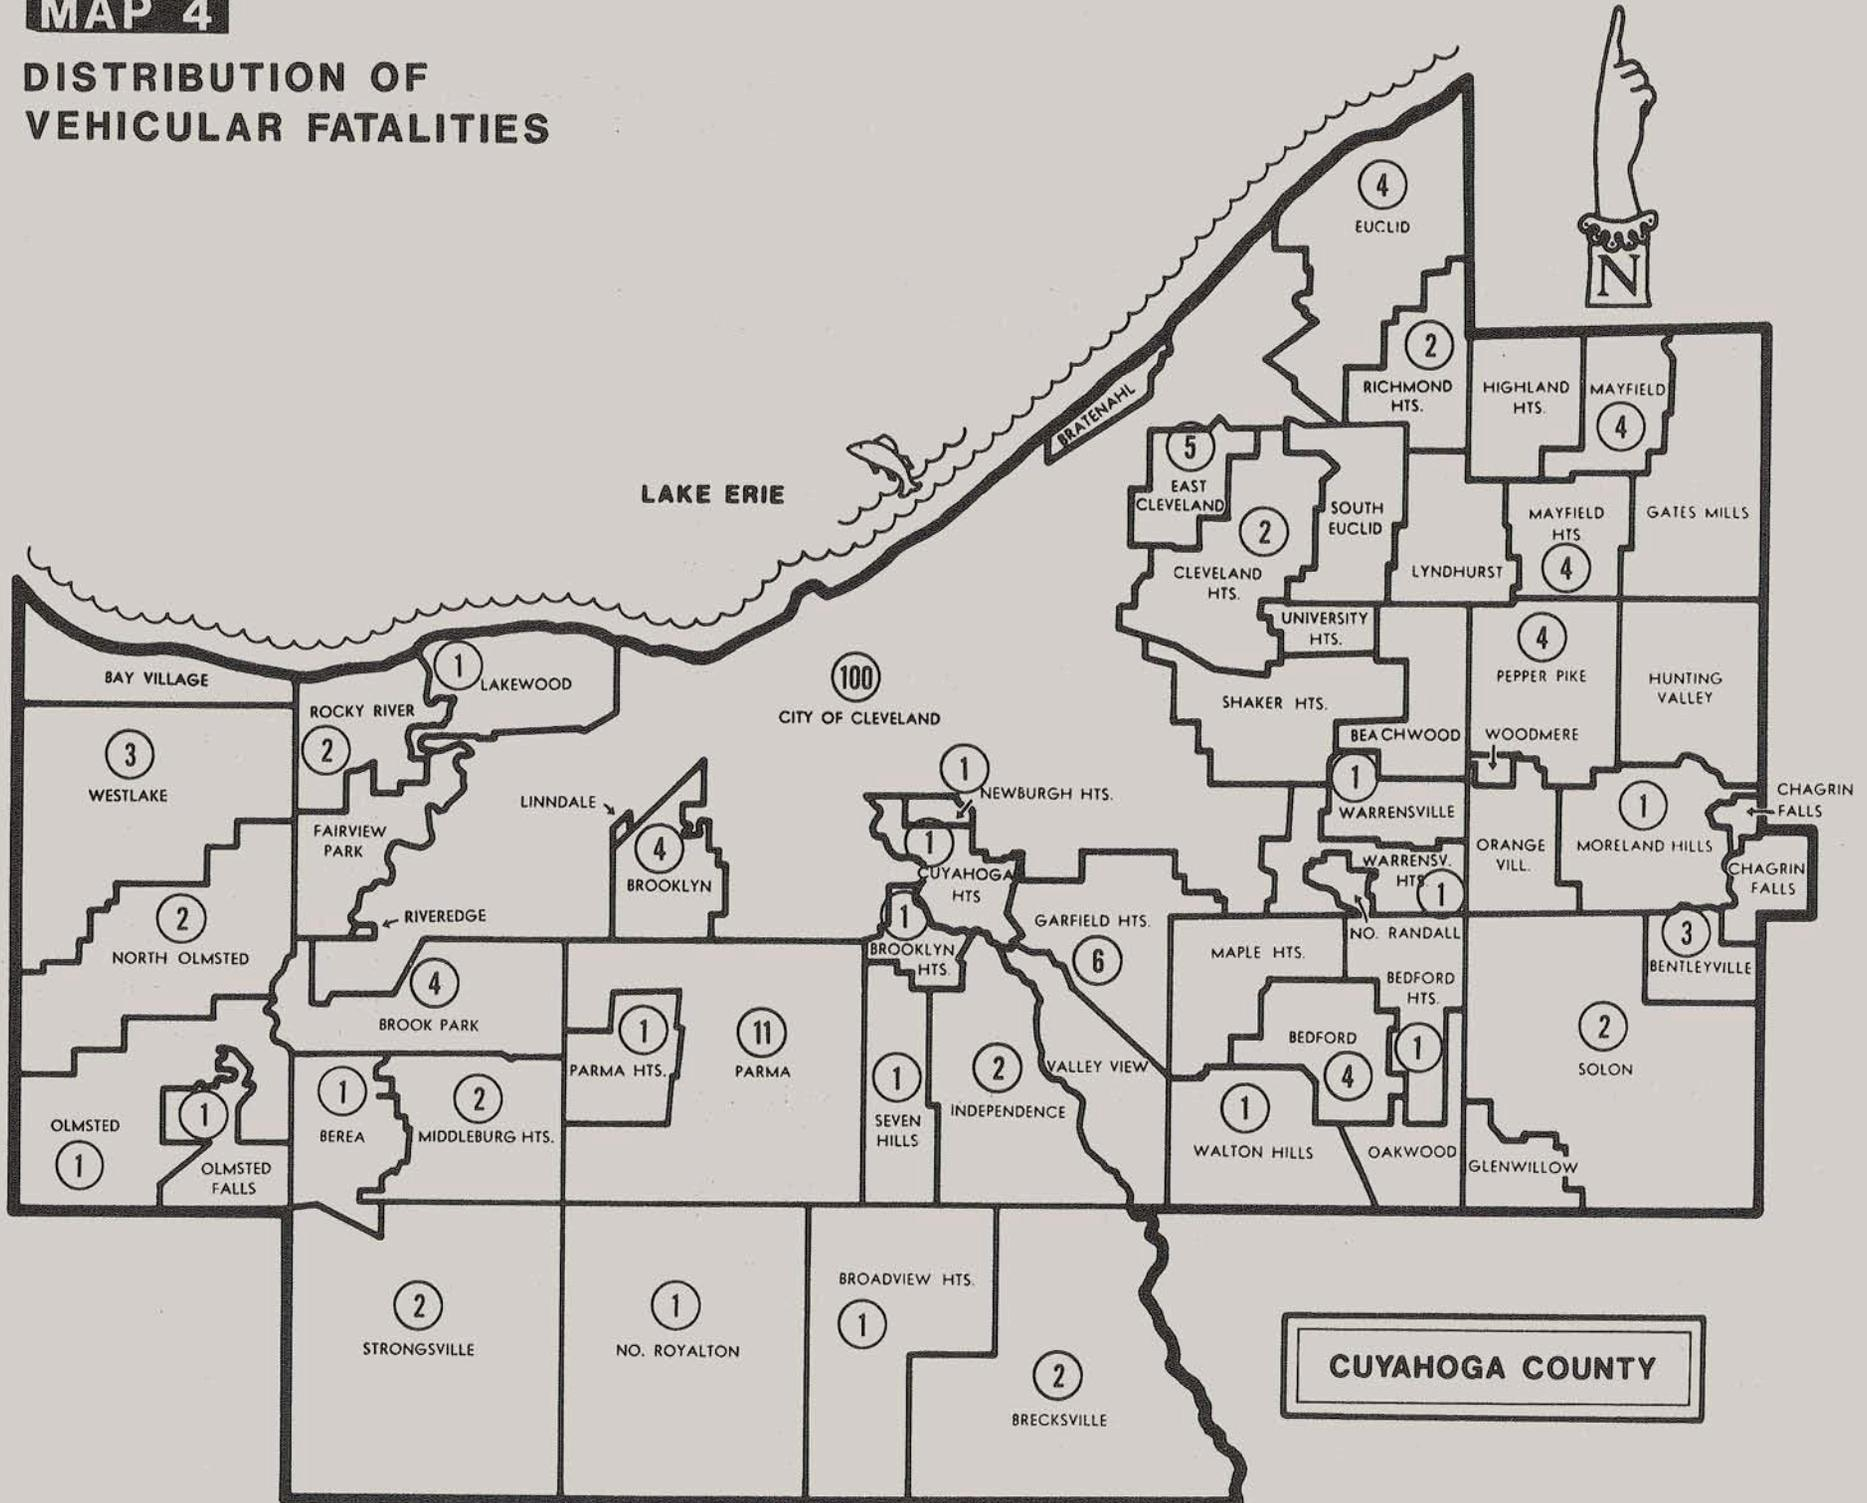 MAP 4
DISTRIBUTION OF
VEHICULAR FATALITIES
N
4
EUCLID
2
RICHMOND
HTS.
HIGHLAND
HTS.
MAYFIELD
4
BRATENAHL
5
EAST
CLEVELAND
2
CLEVELAND
HTS.
SOUTH
EUCLID
LYNDHURST
MAYFIELD
HTS
4
GATES MILLS
LAKE ERIE
UNIVERSITY
HTS.
4
PEPPER PIKE
HUNTING
VALLEY
BAY VILLAGE
1
LAKEWOOD
ROCKY RIVER
2
100
CITY OF CLEVELAND
SHAKER HTS.
BEACHWOOD
WOODMERE
3
WESTLAKE
1
NEWBURGH HTS.
1
WARRENSVILLE
1
MORELAND HILLS
CHAGRIN
FALLS
LINNDALE
FAIRVIEW
PARK
4
BROOKLYN
1
CUYAHOGA
HTS
ORANGE
VILL.
WARRENSV.
HTS.
1
CHAGRIN
FALLS
2
NORTH OLMSTED
RIVEREDGE
1
BROOKLYN
HTS.
GARFIELD HTS.
6
MAPLE HTS.
NO. RANDALL
3
BENTLEYVILLE
4
BROOK PARK
BEDFORD
HTS.
1
1
PARMA HTS.
11
PARMA
BEDFORD
4
2
SOLON
1
SEVEN
HILLS
2
INDEPENDENCE
VALLEY VIEW
OLMSTED
1
1
OLMSTED
FALLS
1
BEREA
2
MIDDLEBURG HTS.
1
WALTON HILLS
OAKWOOD
GLENWILLOW
2
STRONGSVILLE
1
NO. ROYALTON
BROADVIEW HTS.
1
2
BRECKSVILLE
CUYAHOGA COUNTY